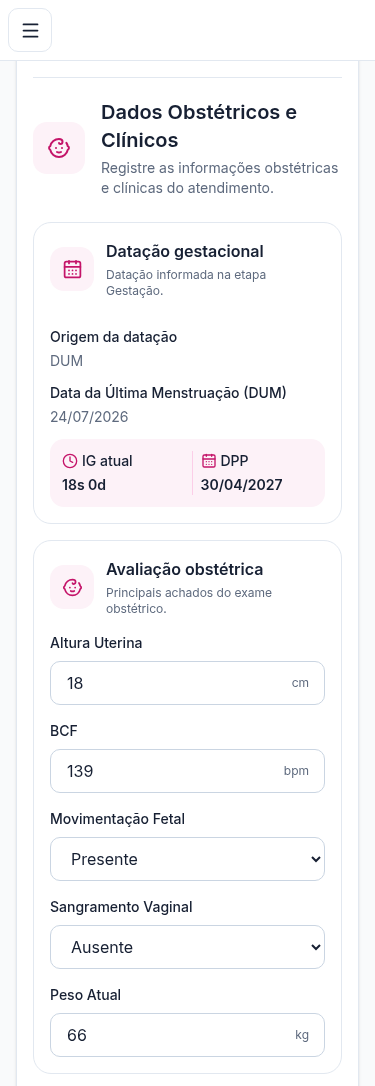 Dados Obstétricos e
Clínicos
Registre as informações obstétricas
e clínicas do atendimento.
Datação gestacional
Datação informada na etapa
Gestação.
Origem da datação
DUM
Data da Última Menstruação (DUM)
24/07/2026
IG atual
18s 0d
DPP
30/04/2027
Avaliação obstétrica
Principais achados do exame
obstétrico.
Altura Uterina
18 cm
BCF
139 bpm
Movimentação Fetal
Presente
Sangramento Vaginal
Ausente
Peso Atual
66 kg